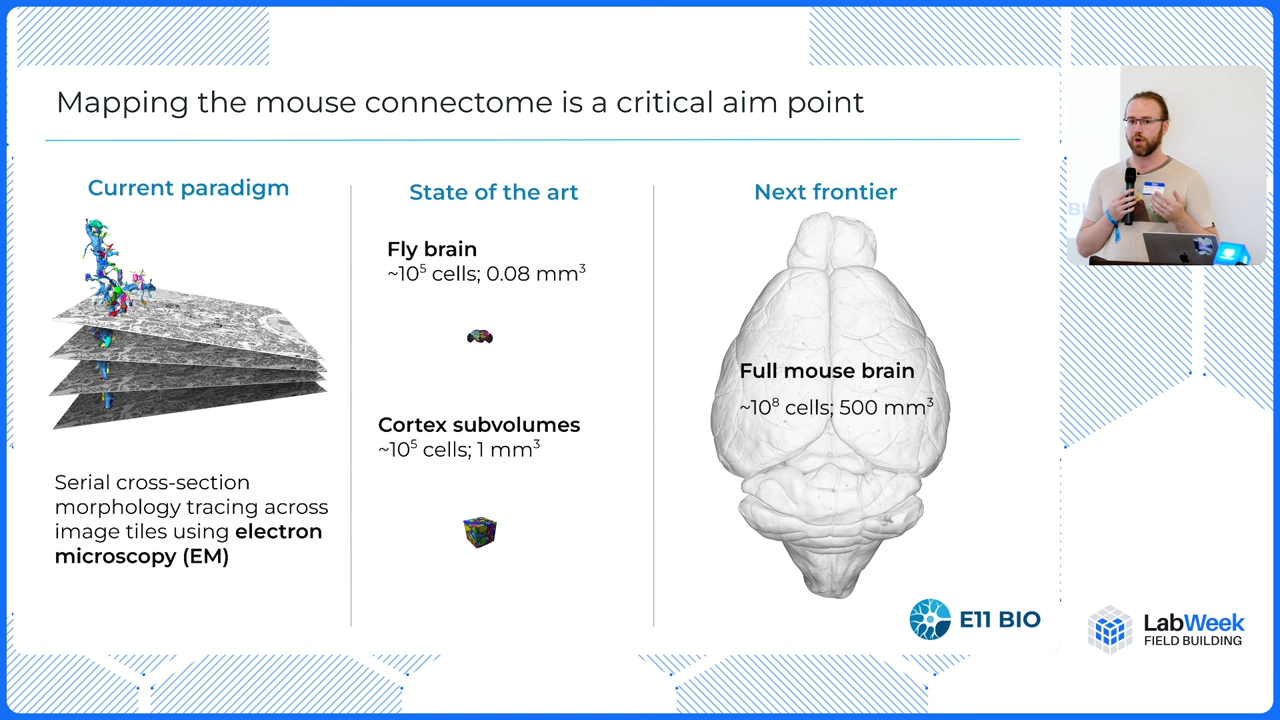 Mapping the mouse connectome is a critical aim point
Current paradigm
Serial cross-section
morphology tracing across
image tiles using electron
microscopy (EM)
State of the art
Fly brain
~10⁵ cells; 0.08 mm³
Cortex subvolumes
~10⁵ cells; 1 mm³
Next frontier
Full mouse brain
~10⁸ cells; 500 mm³
E11 BIO
LabWeek
FIELD BUILDING